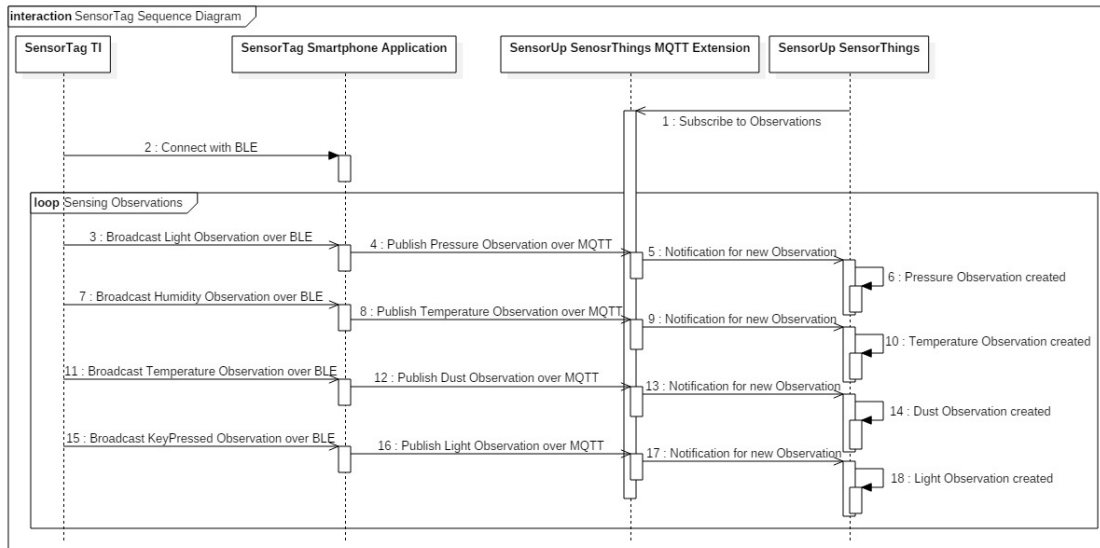 interaction SensorTag Sequence Diagram
SensorTag TI
SensorTag Smartphone Application
SensorUp SenosrThings MQTT Extension
SensorUp SensorThings
1 : Subscribe to Observations
2 : Connect with BLE
loop Sensing Observations
3 : Broadcast Light Observation over BLE
4 : Publish Pressure Observation over MQTT
5 : Notification for new Observation
6 : Pressure Observation created
7 : Broadcast Humidity Observation over BLE
8 : Publish Temperature Observation over MQTT
9 : Notification for new Observation
10 : Temperature Observation created
11 : Broadcast Temperature Observation over BLE
12 : Publish Dust Observation over MQTT
13 : Notification for new Observation
14 : Dust Observation created
15 : Broadcast KeyPressed Observation over BLE
16 : Publish Light Observation over MQTT
17 : Notification for new Observation
18 : Light Observation created